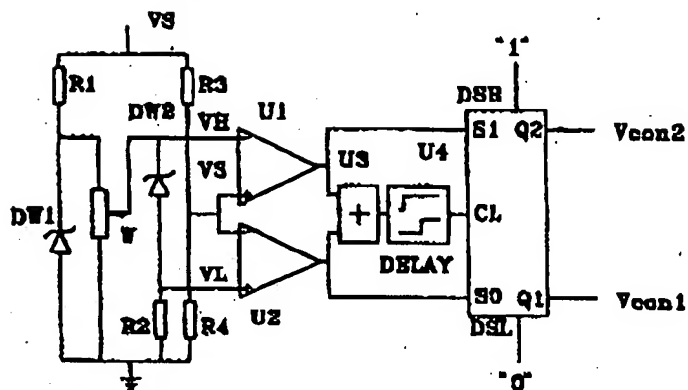 VS
"1"
R1
R3
DSH
DW2
VH
U1
S1
Q2
Vcon2
U3
U4
VS
DW1
W
+
CL
VL
DELAY
R2
R4
U2
S0
Q1
Vcon1
DSL
"0"